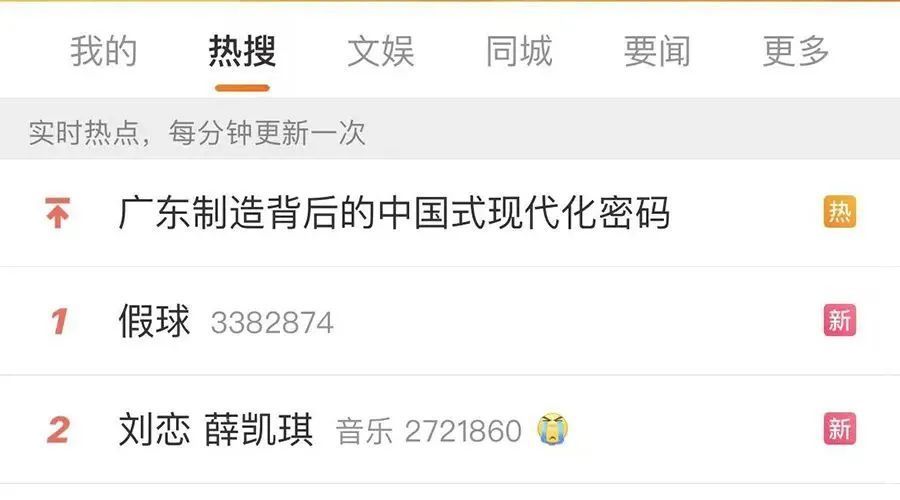 我的 热搜 文娱 同城 要闻 更多
实时热点，每分钟更新一次
广东制造背后的中国式现代化密码 热
1 假球 3382874 新
2 刘恋 薛凯琪 音乐 2721860 新